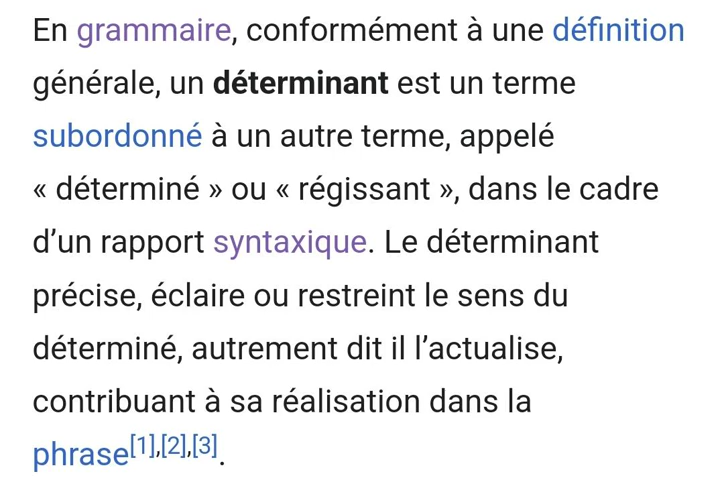 En grammaire, conformément à une définition
générale, un déterminant est un terme
subordonné à un autre terme, appelé
« déterminé » ou « régissant », dans le cadre
d’un rapport syntaxique. Le déterminant
précise, éclaire ou restreint le sens du
déterminé, autrement dit il l’actualise,
contribuant à sa réalisation dans la
phrase[1],[2],[3].